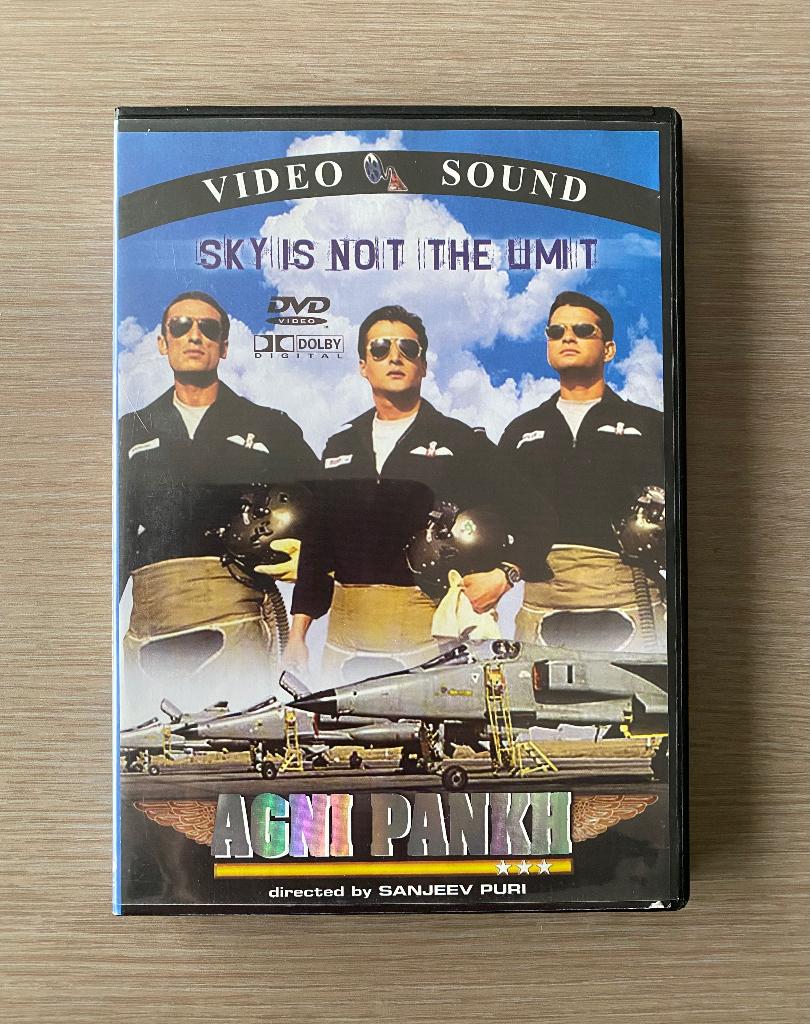 VIDEO SOUND
SKY IS NOT THE LIMIT
DVD
VIDEO
DOLBY
DIGITAL
AGNI PANKH
directed by SANJEEV PURI